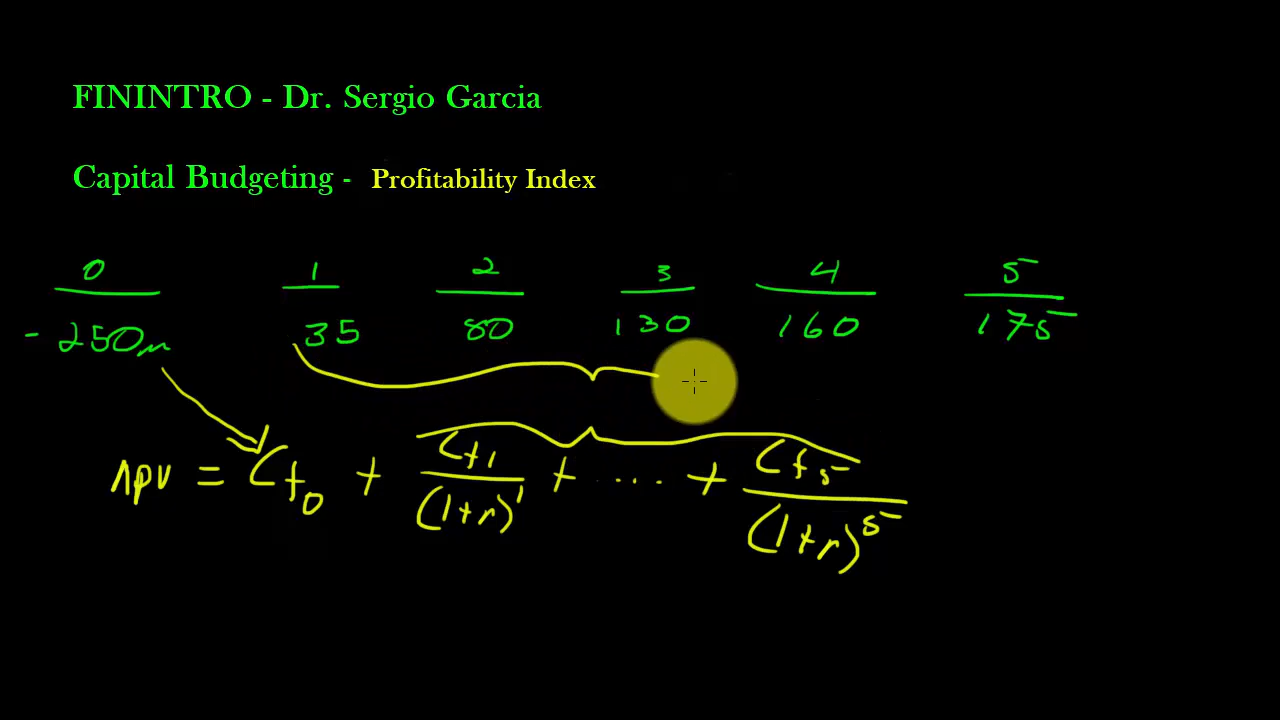 FININTRO - Dr. Sergio Garcia
Capital Budgeting - Profitability Index
0 1 2 3 4 5
-250m 35 80 130 160 175
npv = Cf0 + Cf1/(1+r)^1 + .... + Cf5/(1+r)^5